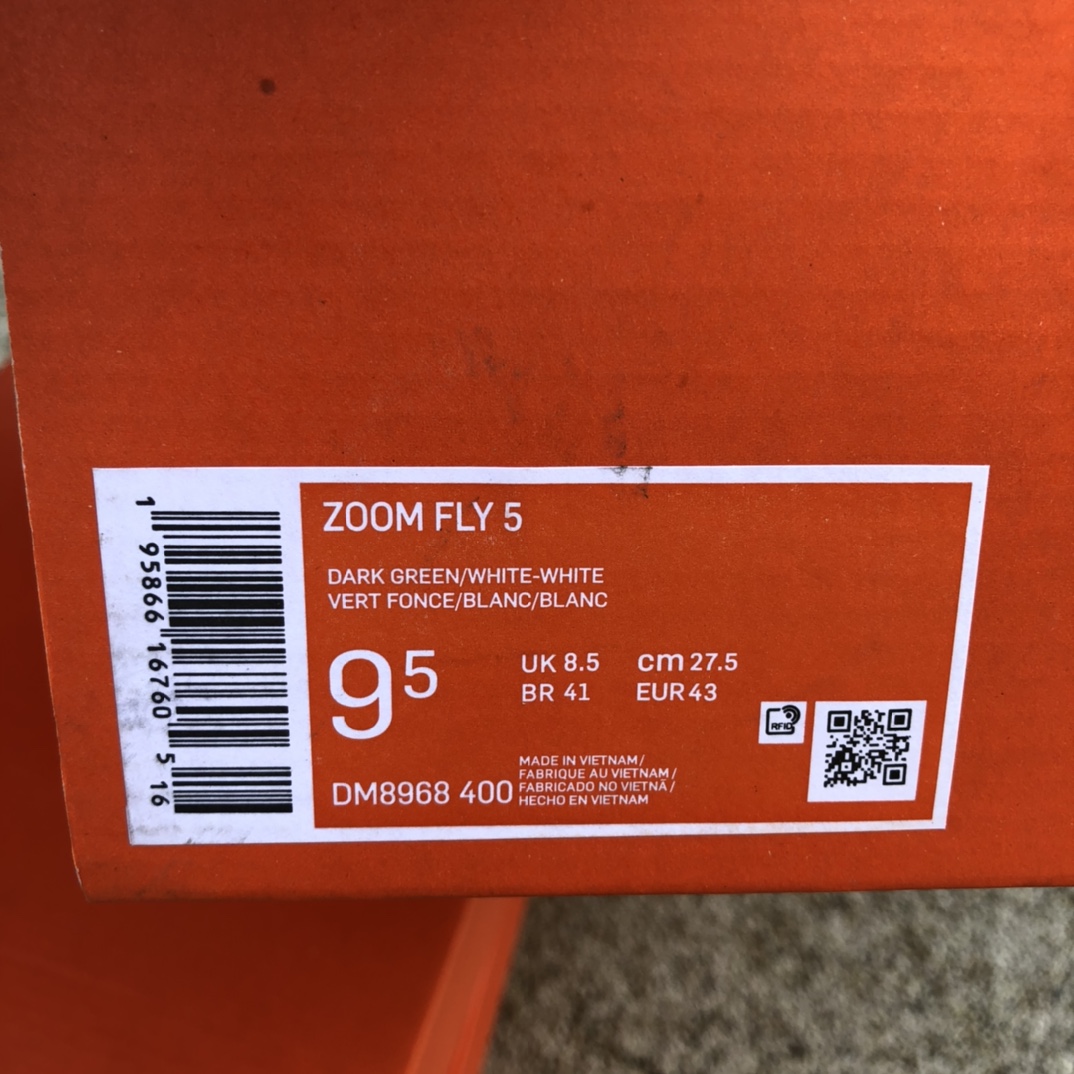 ZOOM FLY 5
DARK GREEN/WHITE-WHITE
VERT FONCE/BLANC/BLANC
9 5
UK 8.5 cm 27.5
BR 41 EUR 43
RFID
DM8968 400
MADE IN VIETNAM/
FABRIQUE AU VIETNAM/
FABRICADO NO VIETNÃ/
HECHO EN VIETNAM
1 95866 16760 5 16